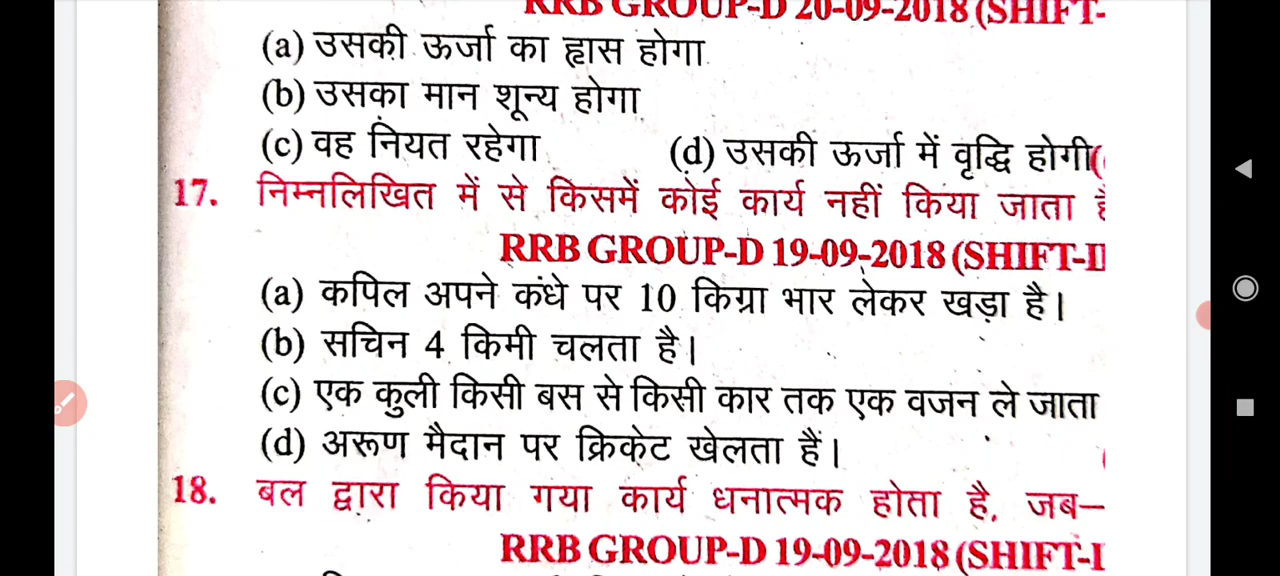 RRB GROUP-D 20-09-2018 (SHIFT-
(a) उसकी ऊर्जा का ह्रास होगा
(b) उसका मान शून्य होगा
(c) वह नियत रहेगा (d) उसकी ऊर्जा में वृद्धि होगी(
17. निम्नलिखित में से किसमें कोई कार्य नहीं किया जाता है
RRB GROUP-D 19-09-2018 (SHIFT-II
(a) कपिल अपने कंधे पर 10 किग्रा भार लेकर खड़ा है।
(b) सचिन 4 किमी चलता है।
(c) एक कुली किसी बस से किसी कार तक एक वजन ले जाता
(d) अरूण मैदान पर क्रिकेट खेलता हैं।
18. बल द्वारा किया गया कार्य धनात्मक होता है, जब–
RRB GROUP-D 19-09-2018 (SHIFT-I